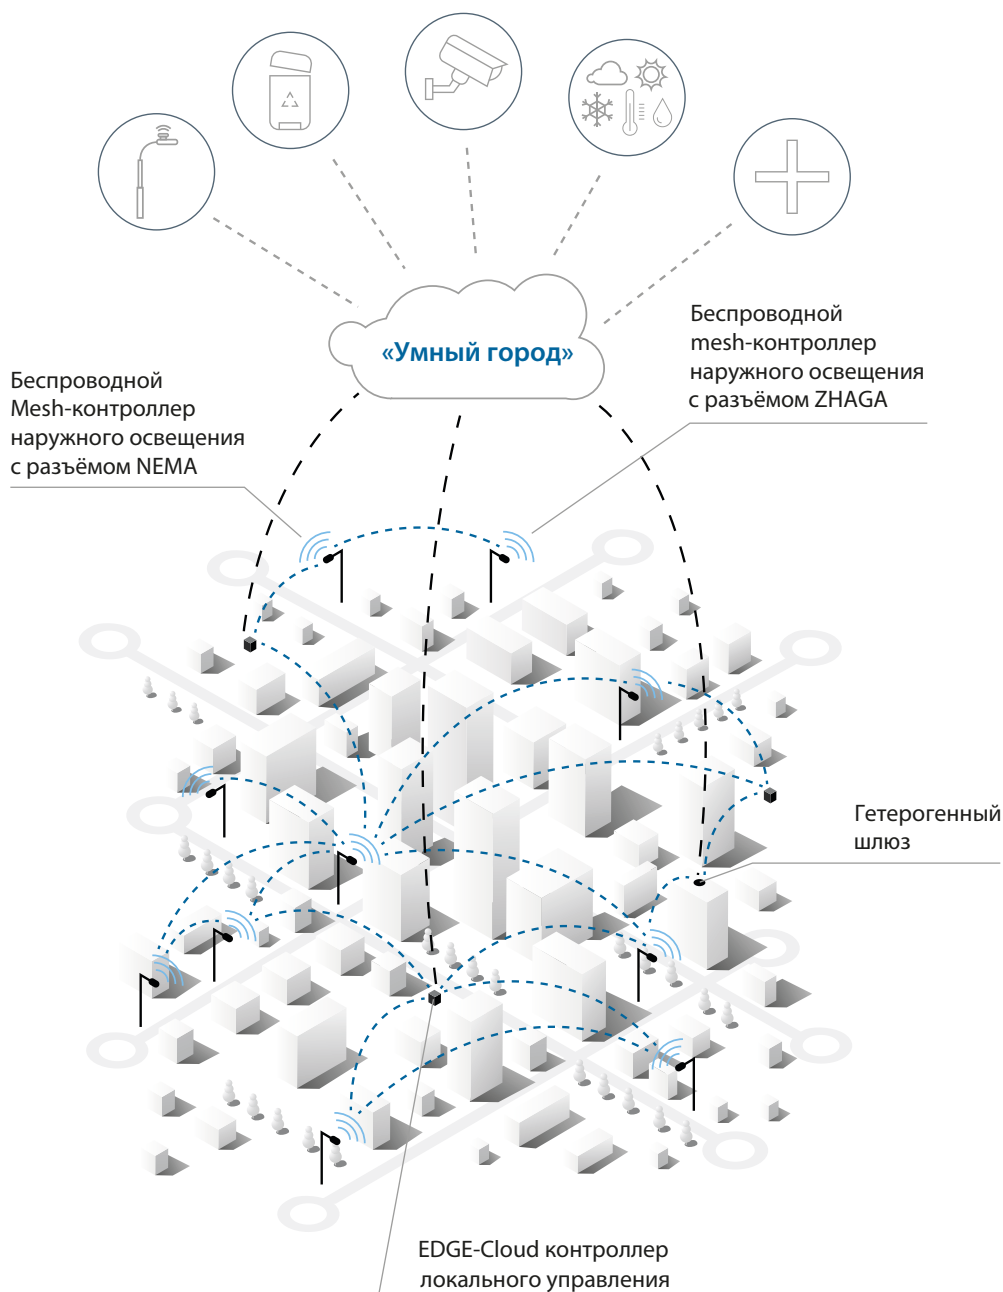 «Умный город»
Беспроводной
mesh-контроллер
наружного освещения
с разъёмом ZHAGA
Беспроводной
Mesh-контроллер
наружного освещения
с разъёмом NEMA
Гетерогенный
шлюз
EDGE-Cloud контроллер
локального управления